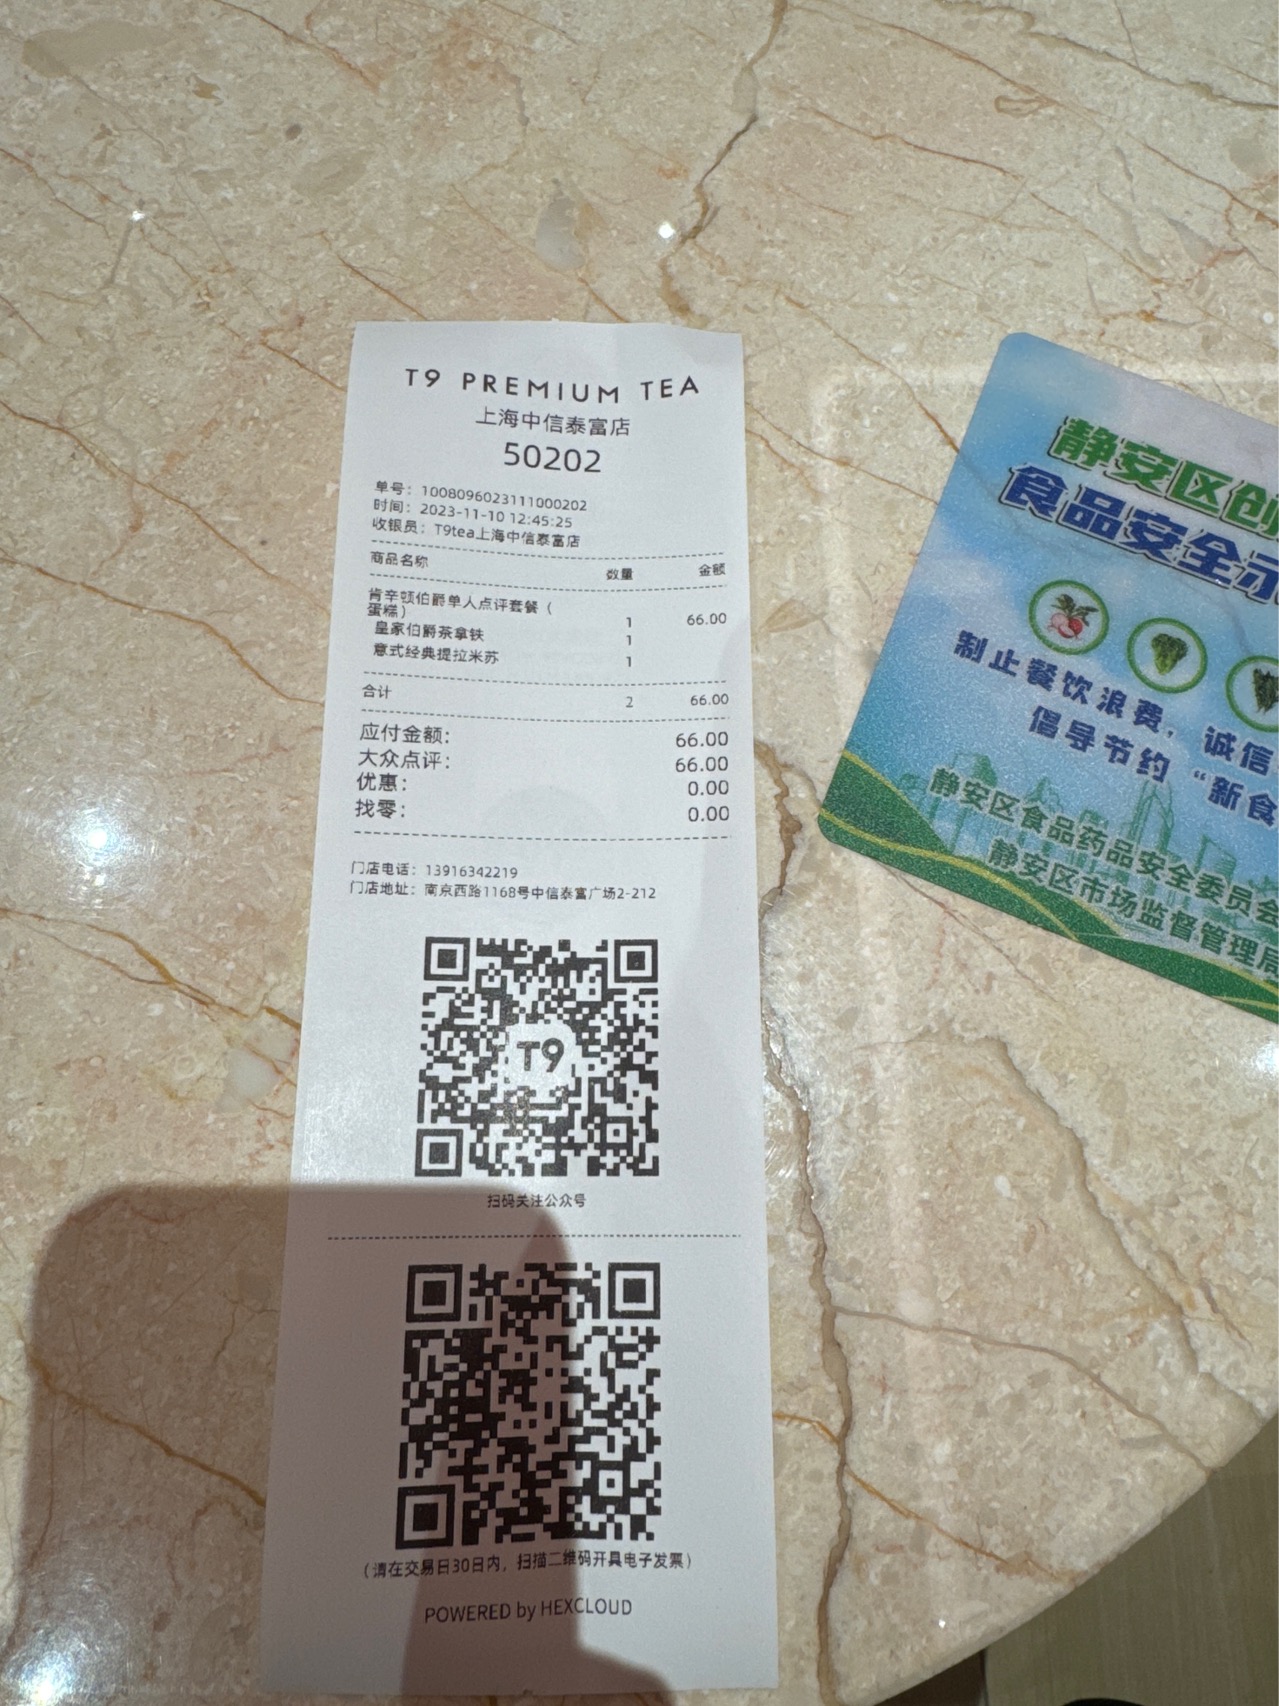 T9 PREMIUM TEA
上海中信泰富店
50202
单号：1008096023111000202
时间：2023-11-10 12:45:25
收银员：T9tea上海中信泰富店
商品名称 数量 金额
肯辛顿伯爵单人点评套餐（
蛋糕） 1 66.00
皇家伯爵茶拿铁 1
意式经典提拉米苏 1
合计 2 66.00
应付金额: 66.00
大众点评: 66.00
优惠: 0.00
找零: 0.00
门店电话：13916342219
门店地址：南京西路1168号中信泰富广场2-212
T9
扫码关注公众号
（请在交易日30日内，扫描二维码开具电子发票）
POWERED by HEXCLOUD
静安区创
食品安全示
制止餐饮浪费，诚信
倡导节约 “新食
静安区食品药品安全委员会
静安区市场监督管理局